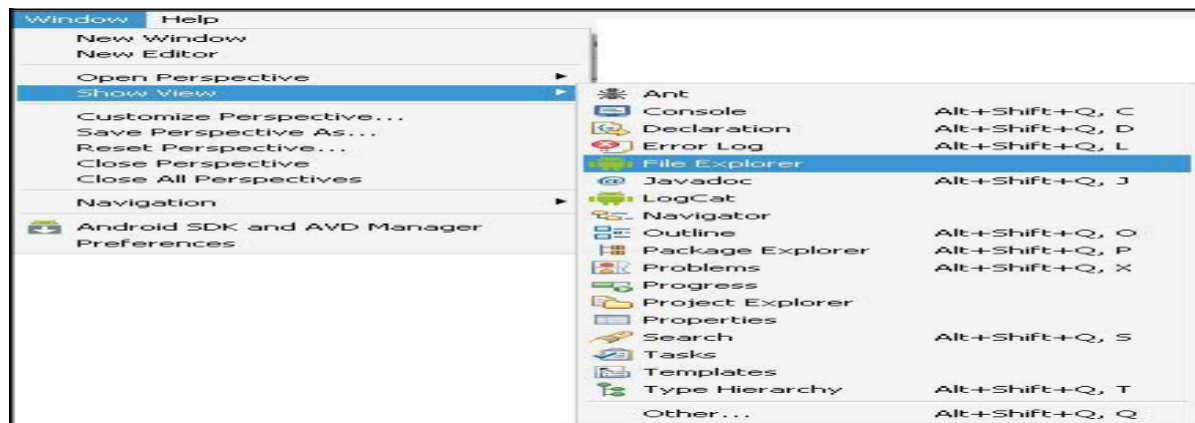 Window Help
New Window
New Editor
Open Perspective
Show View
Customize Perspective...
Save Perspective As...
Reset Perspective...
Close Perspective
Close All Perspectives
Navigation
Android SDK and AVD Manager
Preferences
Ant
Console Alt+Shift+Q, C
Declaration Alt+Shift+Q, D
Error Log Alt+Shift+Q, L
File Explorer
Javadoc Alt+Shift+Q, J
LogCat
Navigator
Outline Alt+Shift+Q, O
Package Explorer Alt+Shift+Q, P
Problems Alt+Shift+Q, X
Progress
Project Explorer
Properties
Search Alt+Shift+Q, S
Tasks
Templates
Type Hierarchy Alt+Shift+Q, T
Other... Alt+Shift+Q, Q